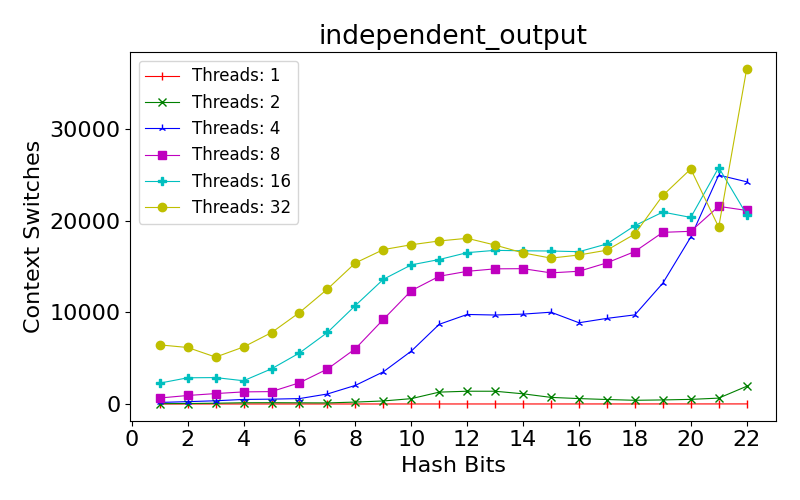 independent_output
Threads: 1
Threads: 2
Threads: 4
Threads: 8
Threads: 16
Threads: 32
Context Switches
30000
20000
10000
0
0 2 4 6 8 10 12 14 16 18 20 22
Hash Bits